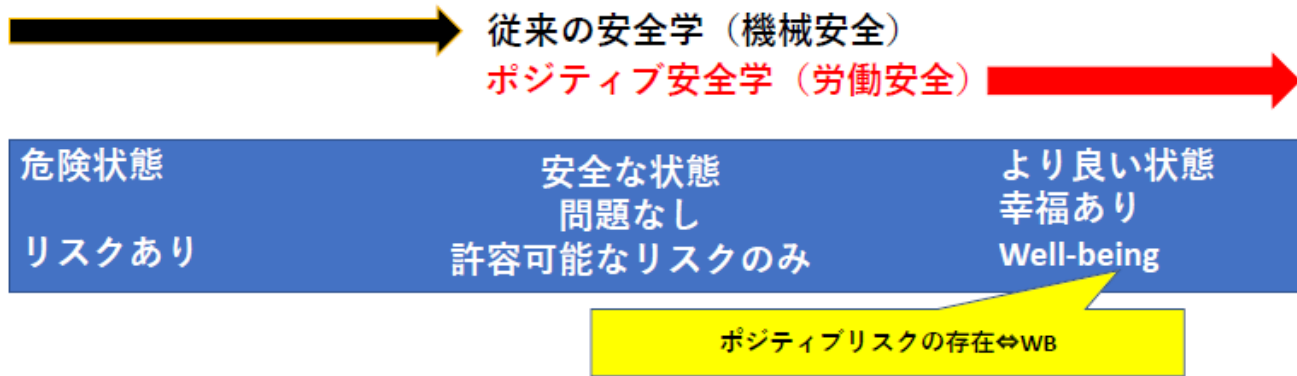 従来の安全学（機械安全）
ポジティブ安全学（労働安全）
危険状態
リスクあり
安全な状態
問題なし
許容可能なリスクのみ
より良い状態
幸福あり
Well-being
ポジティブリスクの存在⇔WB